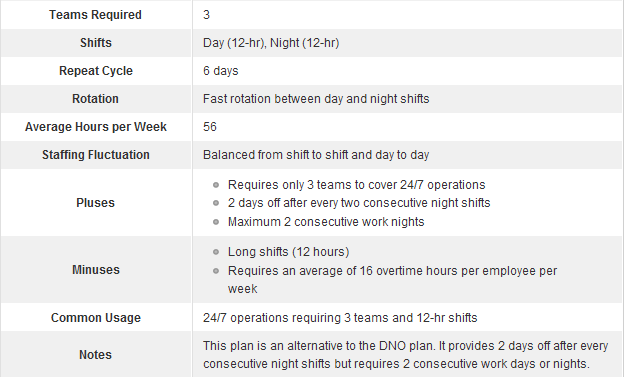 Teams Required 3
Shifts Day (12-hr), Night (12-hr)
Repeat Cycle 6 days
Rotation Fast rotation between day and night shifts
Average Hours per Week 56
Staffing Fluctuation Balanced from shift to shift and day to day
Pluses
Requires only 3 teams to cover 24/7 operations
2 days off after every two consecutive night shifts
Maximum 2 consecutive work nights
Minuses
Long shifts (12 hours)
Requires an average of 16 overtime hours per employee per
week
Common Usage 24/7 operations requiring 3 teams and 12-hr shifts
Notes
This plan is an alternative to the DNO plan. It provides 2 days off after every
consecutive night shifts but requires 2 consecutive work days or nights.